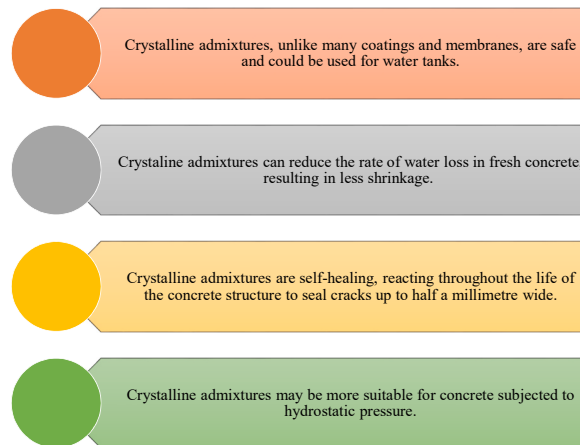 Crystalline admixtures, unlike many coatings and membranes, are safe
and could be used for water tanks.
Crystaline admixtures can reduce the rate of water loss in fresh concrete,
resulting in less shrinkage.
Crystalline admixtures are self-healing, reacting throughout the life of
the concrete structure to seal cracks up to half a millimetre wide.
Crystalline admixtures may be more suitable for concrete subjected to
hydrostatic pressure.